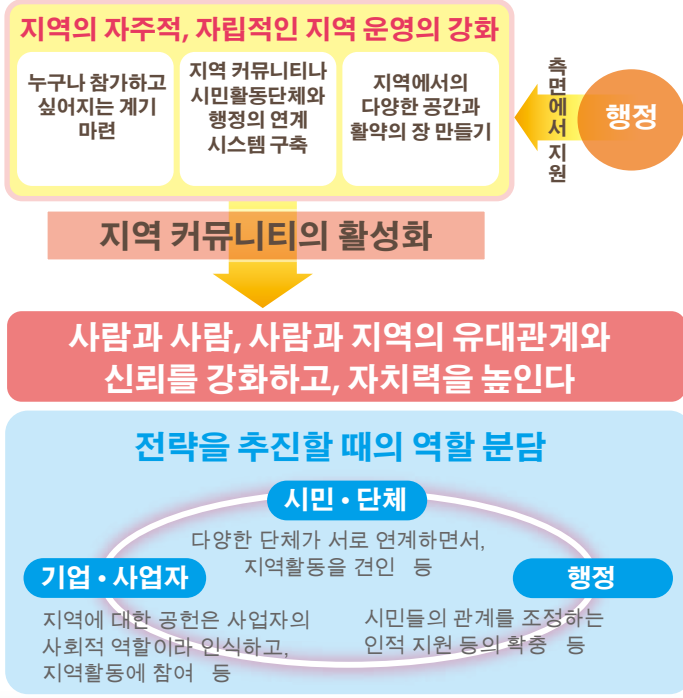 지역의 자주적, 자립적인 지역 운영의 강화
누구나 참가하고
싶어지는 계기
마련
지역 커뮤니티나
시민활동단체와
행정의 연계
시스템 구축
지역에서의
다양한 공간과
활약의 장 만들기
측면에서 지원
행정
지역 커뮤니티의 활성화
사람과 사람, 사람과 지역의 유대관계와
신뢰를 강화하고, 자치력을 높인다
전략을 추진할 때의 역할 분담
시민 • 단체
다양한 단체가 서로 연계하면서,
지역활동을 견인 등
기업 • 사업자
지역에 대한 공헌은 사업자의
사회적 역할이라 인식하고,
지역활동에 참여 등
행정
시민들의 관계를 조정하는
인적 지원 등의 확충 등